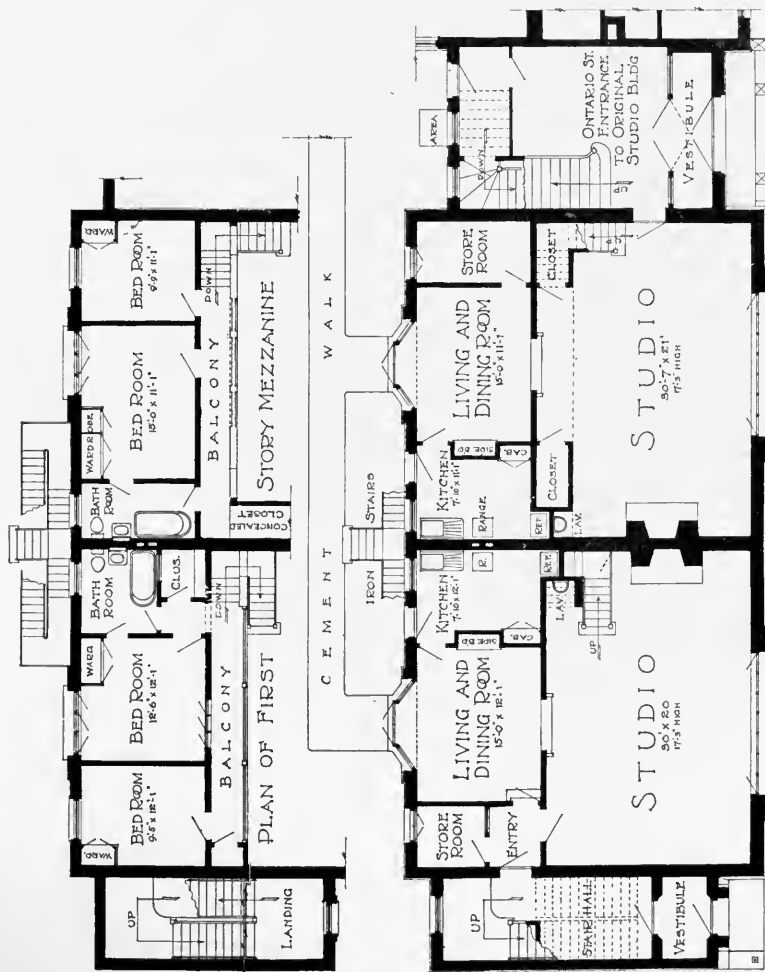 WARD.
BED ROOM
9'-5" x 12'-1"
BED ROOM
12'-6" x 12'-1"
WARD.
BATH
ROOM
CLOS.
BATH
ROOM
WARDROBE
BED ROOM
15'-0" x 11'-1"
BED ROOM
9'-9" x 11'-1"
WARD.
UP
LANDING
BALCONY
DOWN
BALCONY
DOWN
CONCEALED
CLOSET
PLAN OF FIRST
STORY MEZZANINE
CEMENT WALK
IRON STAIRS
UP
STAIR HALL
VESTIBULE
STORE
ROOM
ENTRY
LIVING AND
DINING ROOM
15'-0" x 12'-1"
SIDE BD
CAB.
KITCHEN
7'-10" x 12'-1"
R.
REF.
LAV.
UP
STUDIO
30' x 20
17'-3" HIGH
KITCHEN
7'-10" x 11'-1"
RANGE
REF.
LAV.
SIDE BD
CAB.
CLOSET
LIVING AND
DINING ROOM
15'-0" x 11'-7"
STORE
ROOM
CLOSET
UP
STUDIO
30'-7" x 21'
7'-3" HIGH
AREA
DOWN
UP
ONTARIO ST.
ENTRANCE
TO ORIGINAL
STUDIO BLDG
VESTIBULE